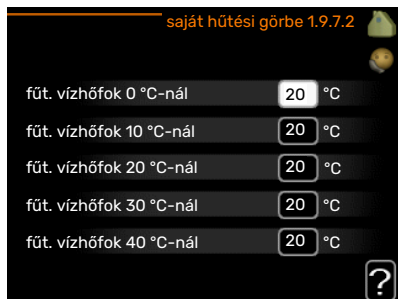 saját hűtési görbe 1.9.7.2
fűt. vízhőfok 0 °C-nál 20 °C
fűt. vízhőfok 10 °C-nál 20 °C
fűt. vízhőfok 20 °C-nál 20 °C
fűt. vízhőfok 30 °C-nál 20 °C
fűt. vízhőfok 40 °C-nál 20 °C
?